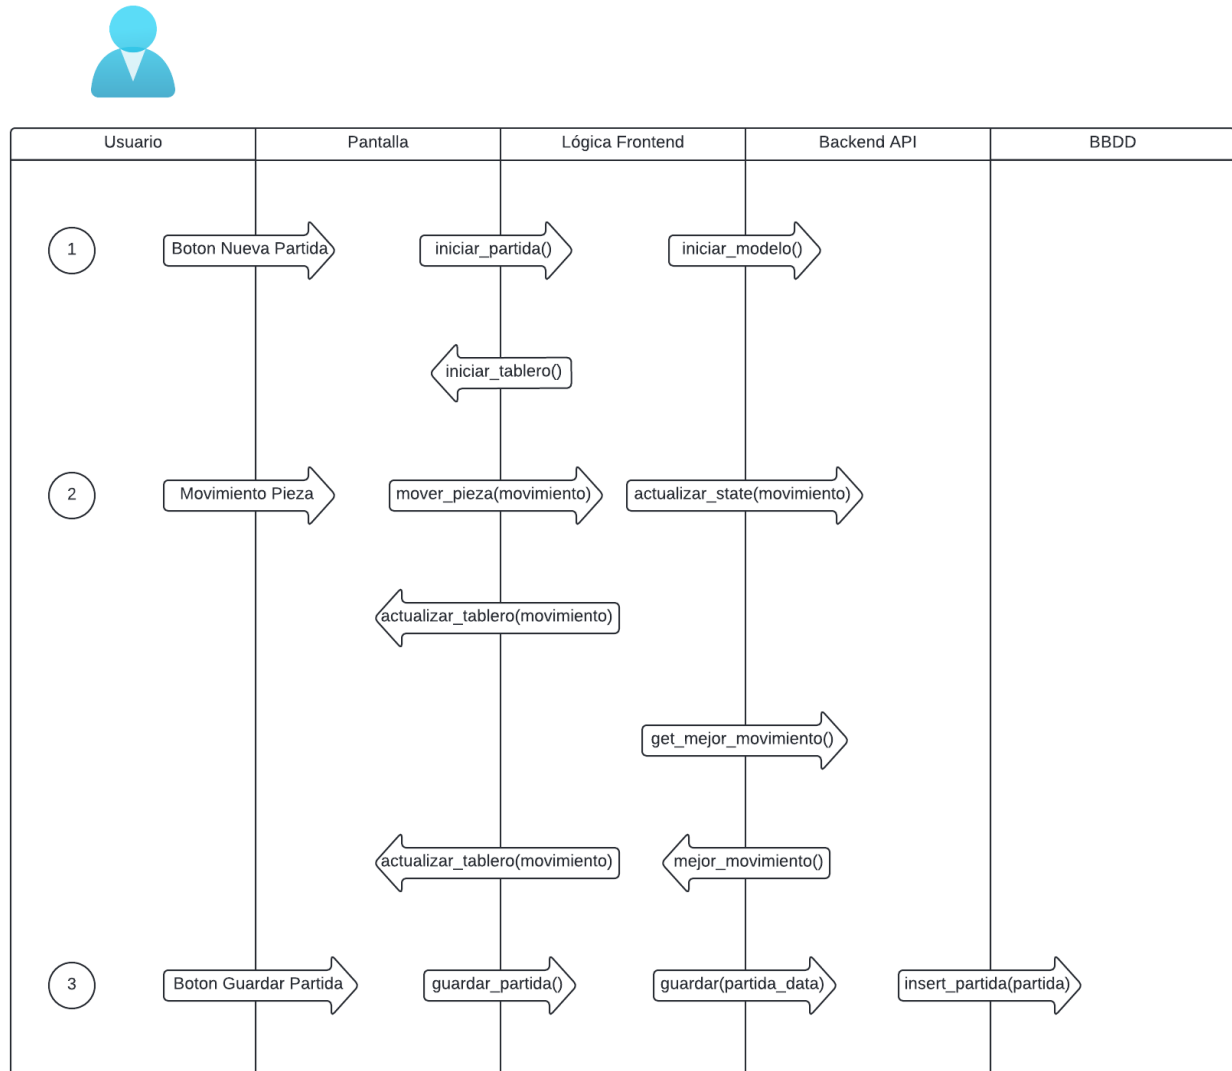 Usuario
Pantalla
Lógica Frontend
Backend API
BBDD
1
Boton Nueva Partida
iniciar_partida()
iniciar_modelo()
iniciar_tablero()
2
Movimiento Pieza
mover_pieza(movimiento)
actualizar_state(movimiento)
actualizar_tablero(movimiento)
get_mejor_movimiento()
actualizar_tablero(movimiento)
mejor_movimiento()
3
Boton Guardar Partida
guardar_partida()
guardar(partida_data)
insert_partida(partida)